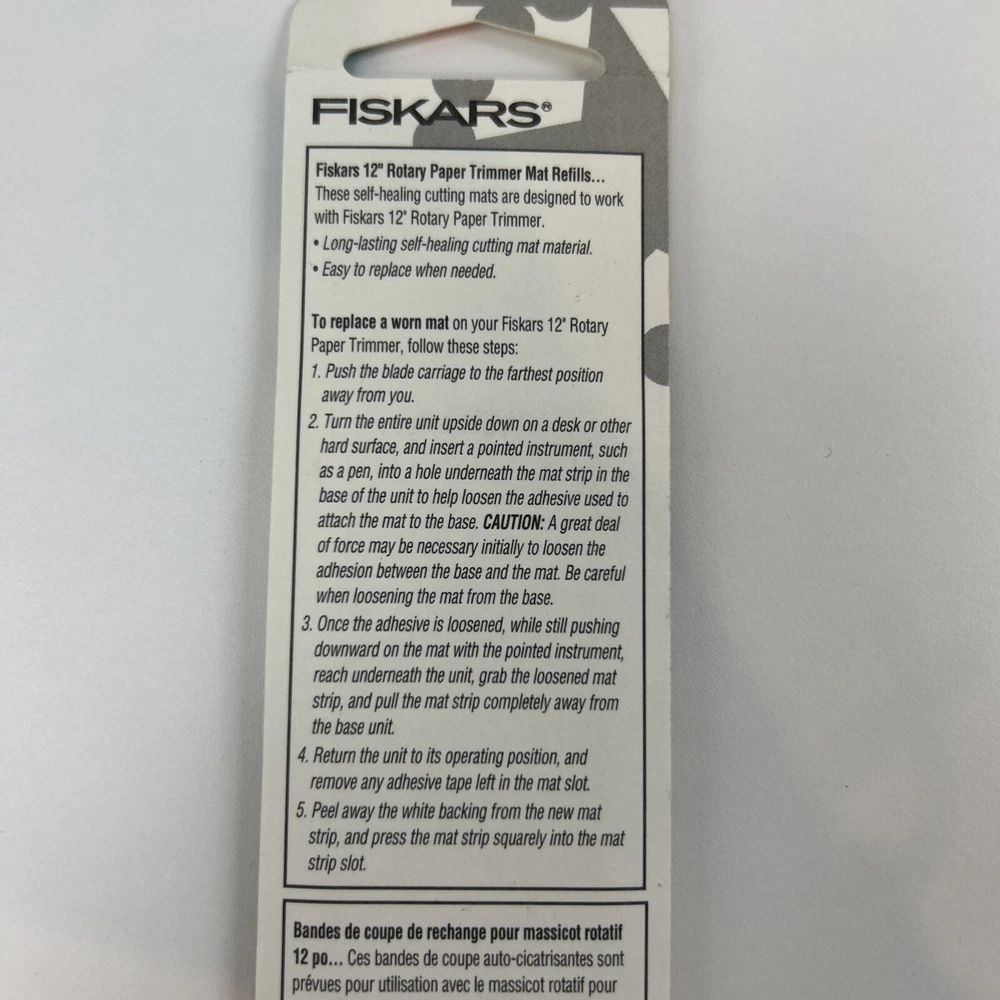 FISKARS®
Fiskars 12" Rotary Paper Trimmer Mat Refills...
These self-healing cutting mats are designed to work
with Fiskars 12" Rotary Paper Trimmer.
• Long-lasting self-healing cutting mat material.
• Easy to replace when needed.
To replace a worn mat on your Fiskars 12" Rotary
Paper Trimmer, follow these steps:
1. Push the blade carriage to the farthest position
away from you.
2. Turn the entire unit upside down on a desk or other
hard surface, and insert a pointed instrument, such
as a pen, into a hole underneath the mat strip in the
base of the unit to help loosen the adhesive used to
attach the mat to the base. CAUTION: A great deal
of force may be necessary initially to loosen the
adhesion between the base and the mat. Be careful
when loosening the mat from the base.
3. Once the adhesive is loosened, while still pushing
downward on the mat with the pointed instrument,
reach underneath the unit, grab the loosened mat
strip, and pull the mat strip completely away from
the base unit.
4. Return the unit to its operating position, and
remove any adhesive tape left in the mat slot.
5. Peel away the white backing from the new mat
strip, and press the mat strip squarely into the mat
strip slot.
Bandes de coupe de rechange pour massicot rotatif
12 po... Ces bandes de coupe auto-cicatrisantes sont
prévues pour utilisation avec le massicot rotatif pour